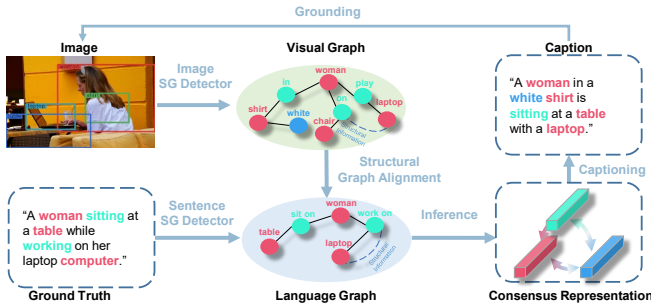 Grounding
Image
Visual Graph
Caption
Image
SG Detector
in
woman
play
shirt
white
on
chair
laptop
Structural
Information
"A woman in a
white shirt is
sitting at a table
with a laptop."
Structural
Graph Alignment
Captioning
"A woman sitting at
a table while
working on her
laptop computer."
Sentence
SG Detector
woman
sit on
work on
table
laptop
Structural
Information
Inference
Ground Truth
Language Graph
Consensus Representation